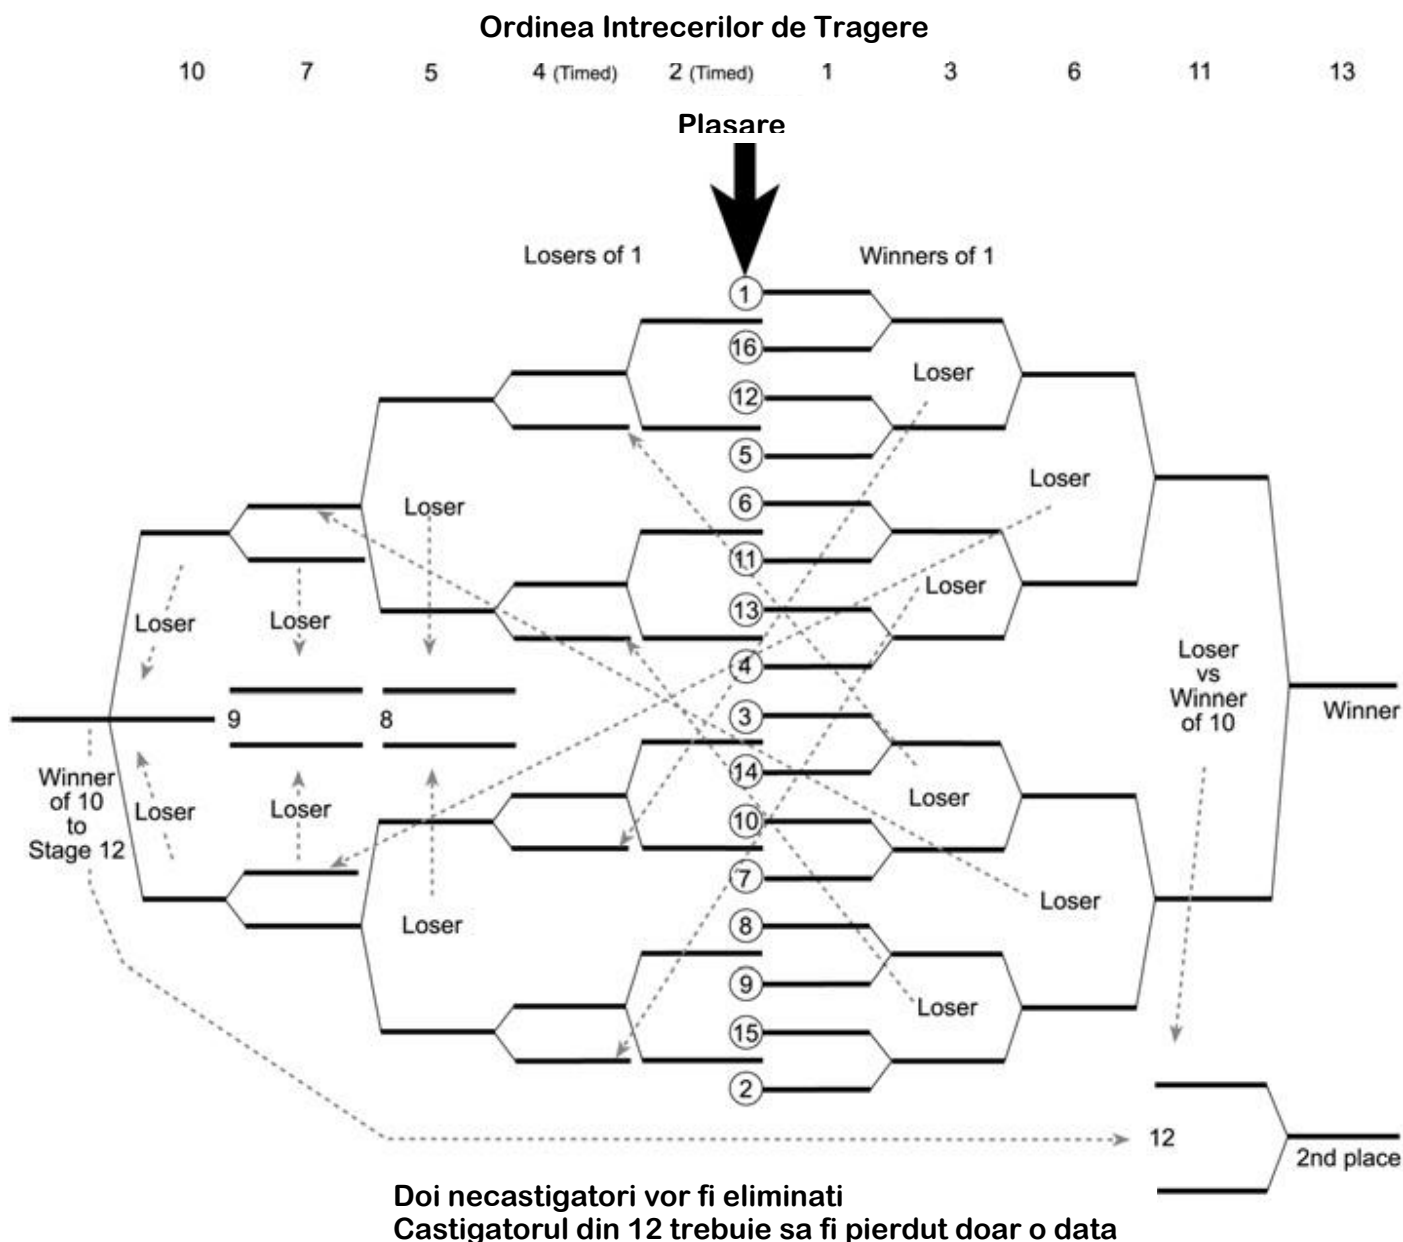 Ordinea Intrecerilor de Tragere
10 7 5 4 (Timed) 2 (Timed) 1 3 6 11 13
Plasare
Losers of 1 Winners of 1
1
16
Loser
12
5
Loser
6
Loser
11
Loser
13
Loser
Loser
4
Loser
vs
Winner
of 10
3
Winner
9 8
14
Winner
of 10
to
Stage 12
Loser
Loser
Loser
10
7
Loser
8
Loser
9
Loser
15
2
12
2nd place
Doi necastigatori vor fi eliminati
Castigatorul din 12 trebuie sa fi pierdut doar o data